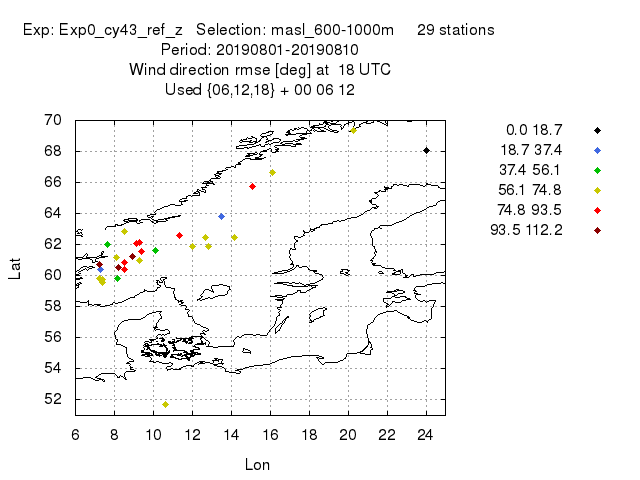 Exp: Exp0_cy43_ref_z Selection: masl_600-1000m 29 stations
Period: 20190801-20190810
Wind direction rmse [deg] at 18 UTC
Used {06,12,18} + 00 06 12
70
68
66
64
62
60
58
56
54
52
Lat
6 8 10 12 14 16 18 20 22 24
Lon
0.0 18.7
18.7 37.4
37.4 56.1
56.1 74.8
74.8 93.5
93.5 112.2